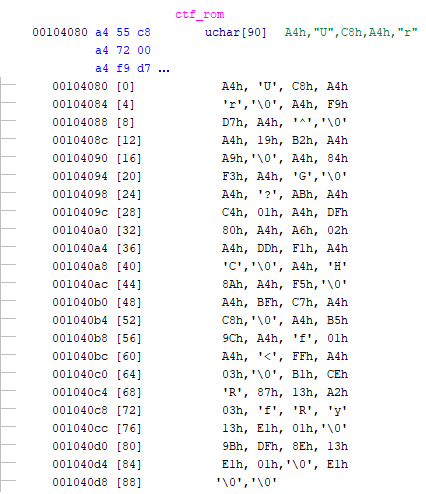 ctf_rom
00104080 a4 55 c8 uchar[90] A4h,"U",C8h,A4h,"r"
a4 72 00
a4 f9 d7 ...
00104080 [0] A4h, 'U', C8h, A4h
00104084 [4] 'r','\0', A4h, F9h
00104088 [8] D7h, A4h, '^','\0'
0010408c [12] A4h, 19h, B2h, A4h
00104090 [16] A9h,'\0', A4h, 84h
00104094 [20] F3h, A4h, 'G','\0'
00104098 [24] A4h, '?', ABh, A4h
0010409c [28] C4h, 01h, A4h, DFh
001040a0 [32] 80h, A4h, A6h, 02h
001040a4 [36] A4h, DDh, F1h, A4h
001040a8 [40] 'C','\0', A4h, 'H'
001040ac [44] 8Ah, A4h, F5h,'\0'
001040b0 [48] A4h, BFh, C7h, A4h
001040b4 [52] C8h,'\0', A4h, B5h
001040b8 [56] 9Ch, A4h, 'f', 01h
001040bc [60] A4h, '<', FFh, A4h
001040c0 [64] 03h,'\0', B1h, CEh
001040c4 [68] 'R', 87h, 13h, A2h
001040c8 [72] 03h, 'f', 'R', 'y'
001040cc [76] 13h, E1h, 01h,'\0'
001040d0 [80] 9Bh, DFh, 8Eh, 13h
001040d4 [84] E1h, 01h,'\0', E1h
001040d8 [88] '\0','\0'